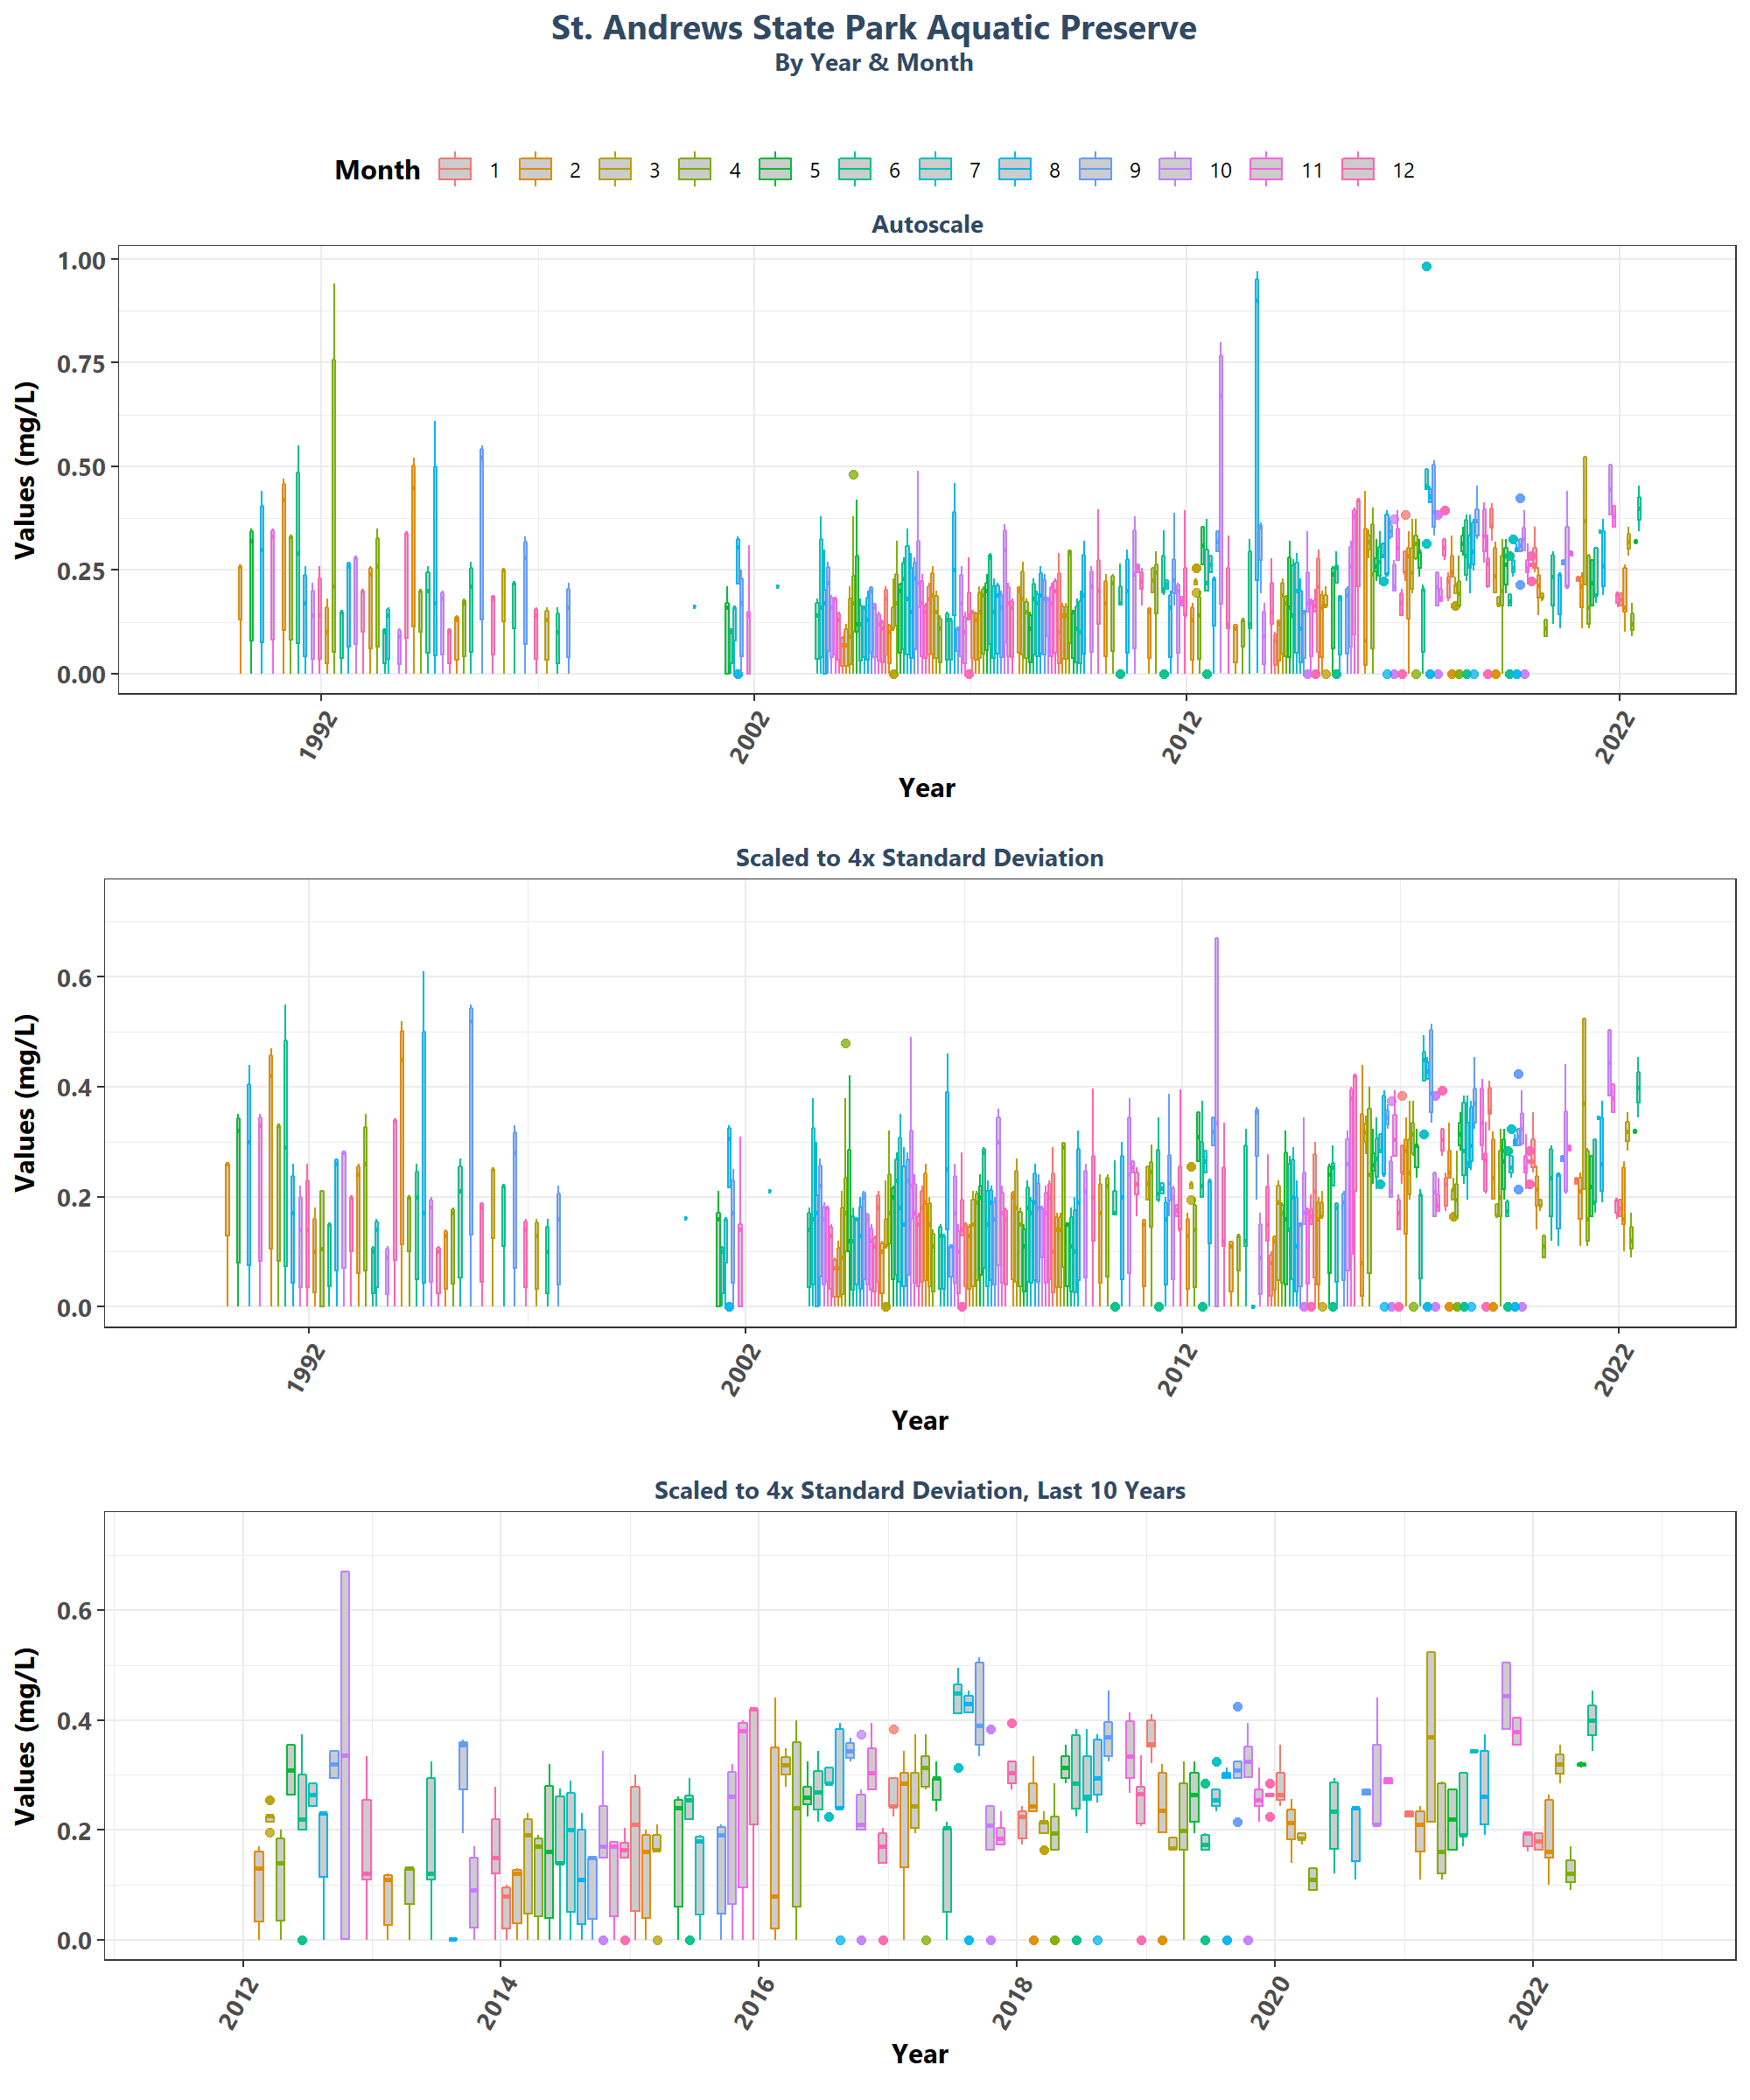 St. Andrews State Park Aquatic Preserve
By Year & Month
Month 1 2 3 4 5 6 7 8 9 10 11 12
Autoscale
Values (mg/L)
1.00
0.75
0.50
0.25
0.00
1992 2002 2012 2022
Year
Scaled to 4x Standard Deviation
Values (mg/L)
0.6
0.4
0.2
0.0
1992 2002 2012 2022
Year
Scaled to 4x Standard Deviation, Last 10 Years
Values (mg/L)
0.6
0.4
0.2
0.0
2012 2014 2016 2018 2020 2022
Year